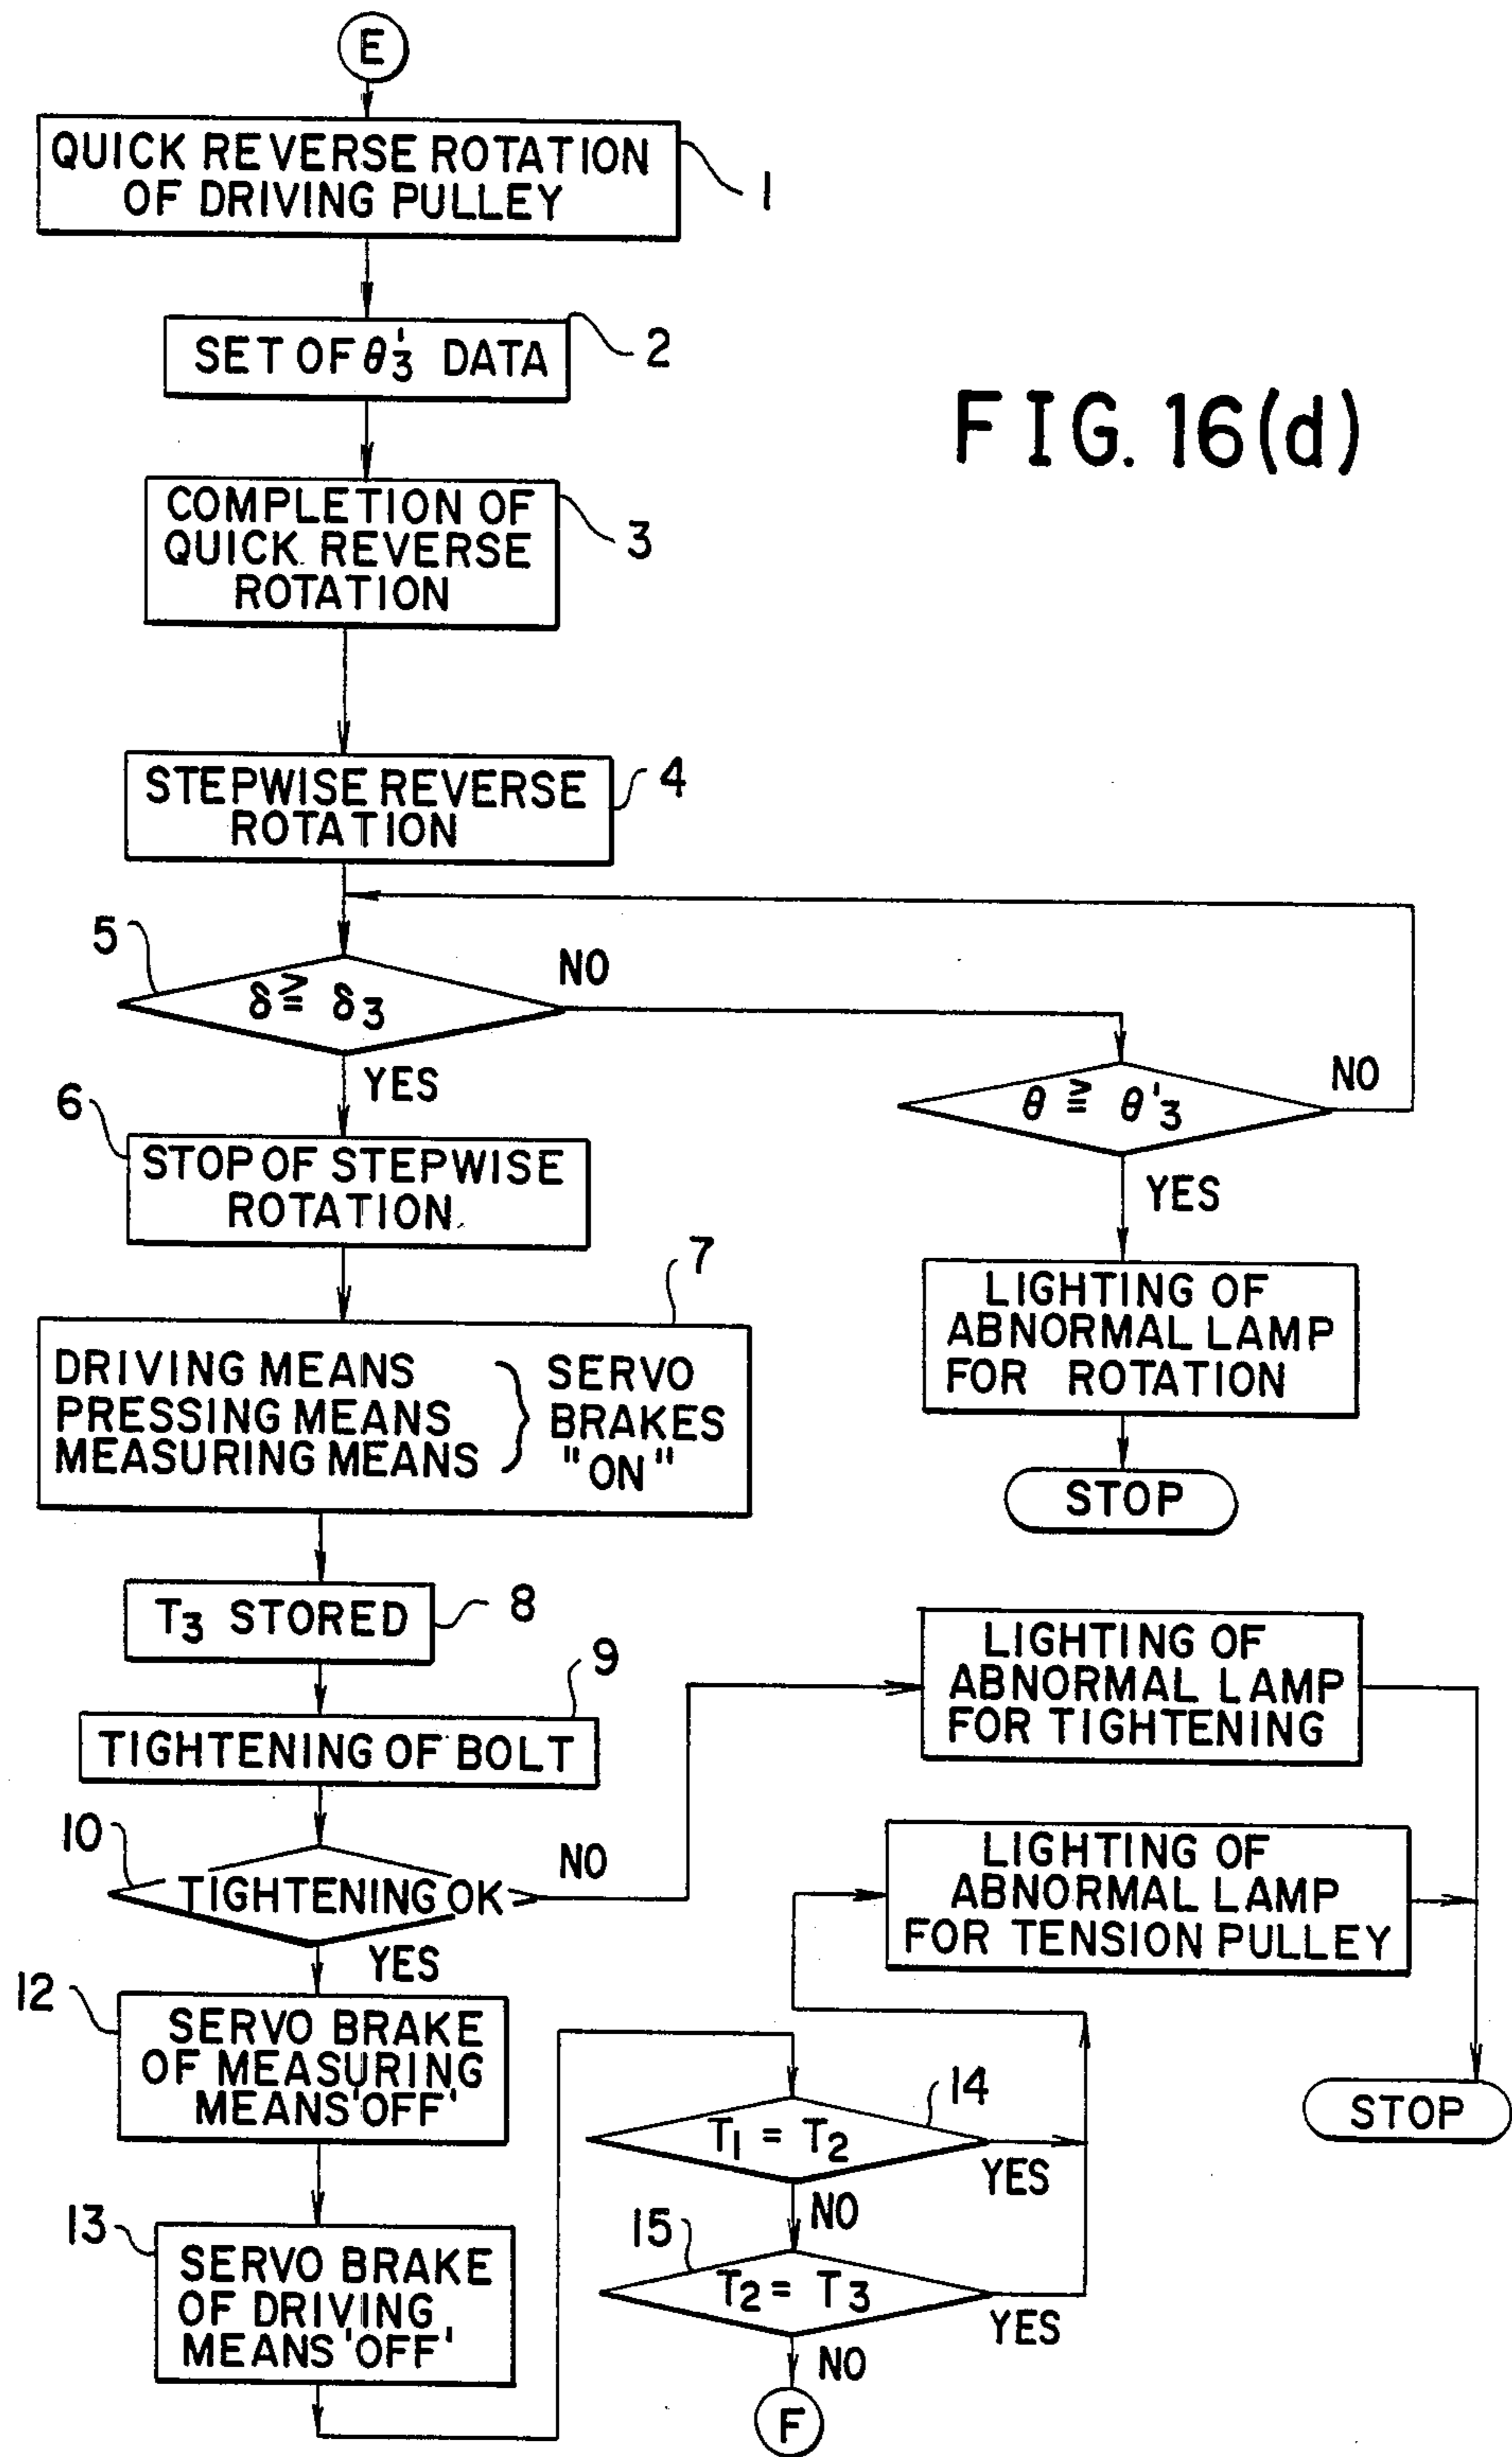 E
QUICK REVERSE ROTATION
OF DRIVING PULLEY
1
SET OF θ'3 DATA
2
FIG. 16(d)
COMPLETION OF
QUICK REVERSE
ROTATION
3
STEPWISE REVERSE
ROTATION
4
5
δ ≧ δ3
NO
YES
θ ≧ θ'3
NO
YES
6
STOP OF STEPWISE
ROTATION
LIGHTING OF
ABNORMAL LAMP
FOR ROTATION
STOP
7
DRIVING MEANS
PRESSING MEANS
MEASURING MEANS
} SERVO
BRAKES
"ON"
T3 STORED
8
9
TIGHTENING OF BOLT
LIGHTING OF
ABNORMAL LAMP
FOR TIGHTENING
10
TIGHTENING OK
NO
YES
LIGHTING OF
ABNORMAL LAMP
FOR TENSION PULLEY
STOP
12
SERVO BRAKE
OF MEASURING
MEANS 'OFF'
14
T1 = T2
YES
NO
13
SERVO BRAKE
OF DRIVING
MEANS 'OFF'
15
T2 = T3
YES
NO
F